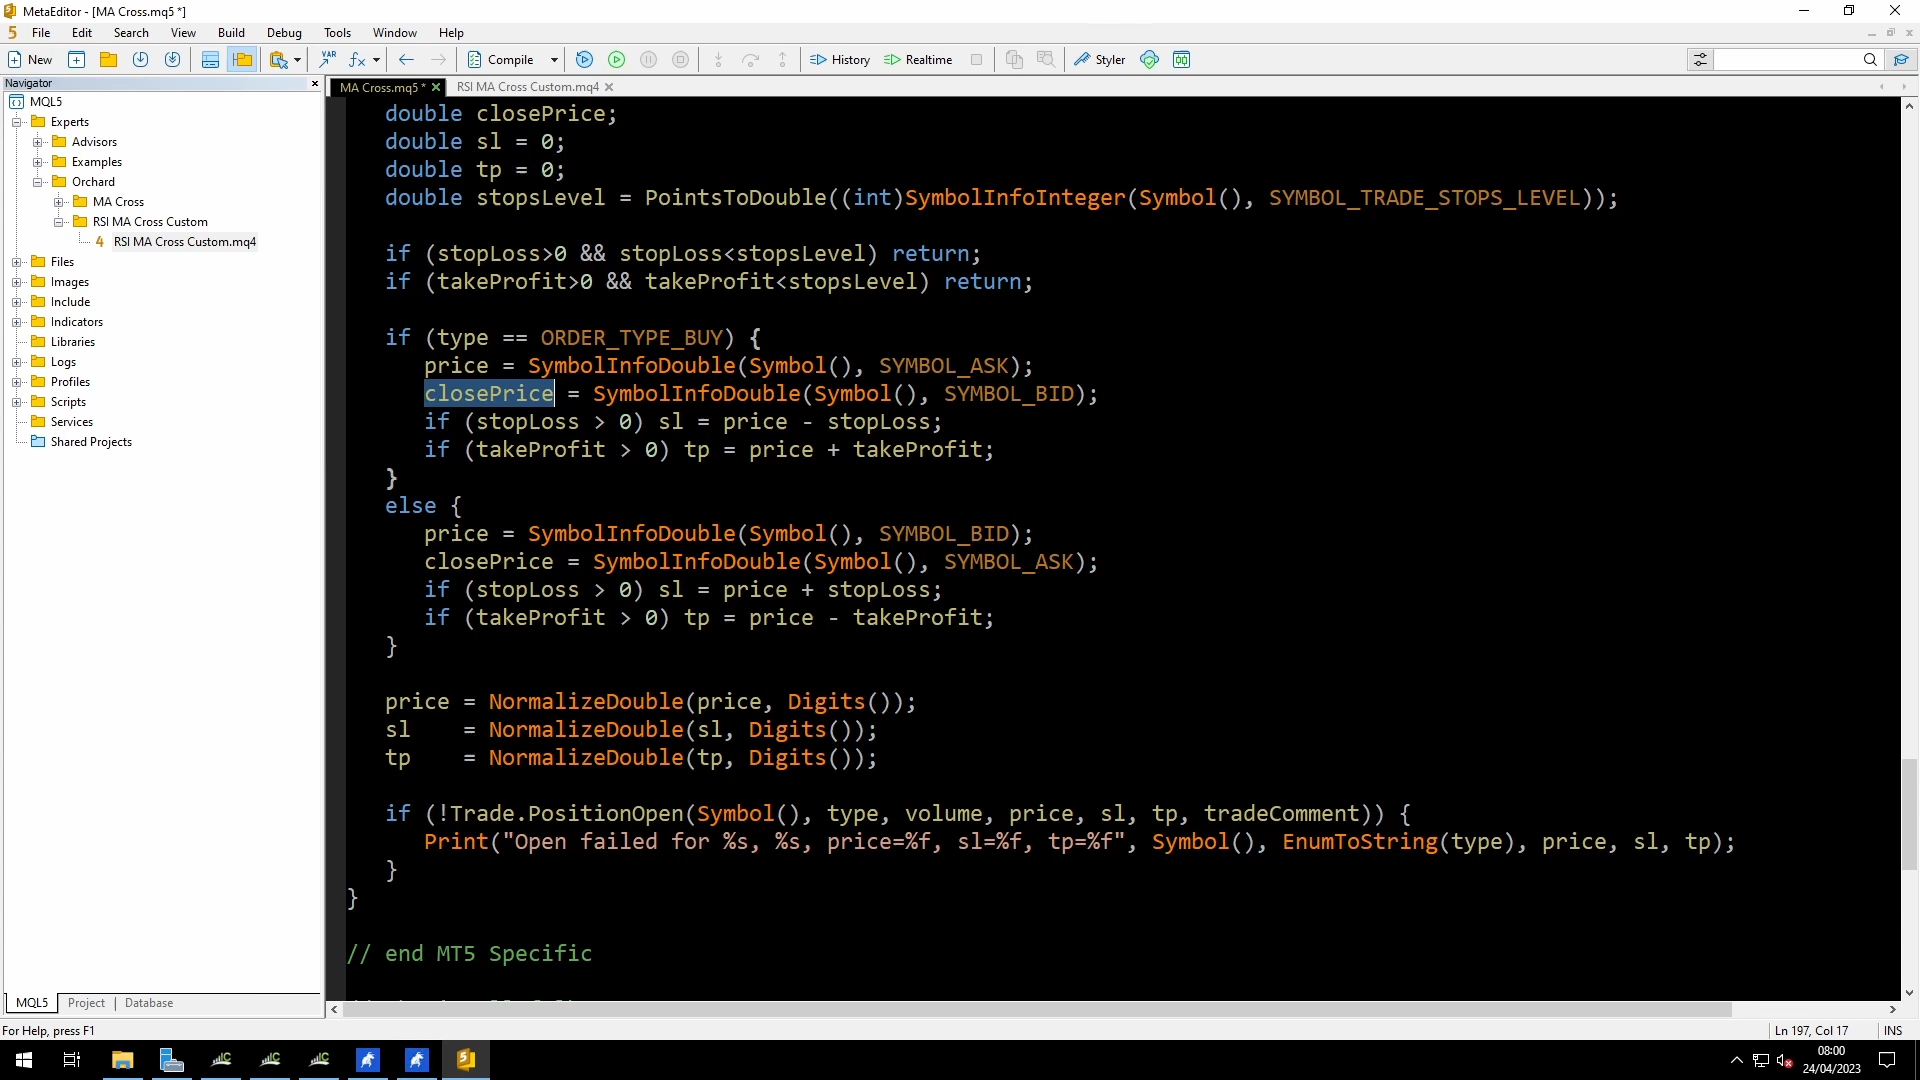 MetaEditor - [MA Cross.mq5 *]
File Edit Search View Build Debug Tools Window Help
New VAR Compile History Realtime Styler
Navigator
MA Cross.mq5 * RSI MA Cross Custom.mq4
MQL5
Experts
Advisors
Examples
Orchard
MA Cross
RSI MA Cross Custom
RSI MA Cross Custom.mq4
Files
Images
Include
Indicators
Libraries
Logs
Profiles
Scripts
Services
Shared Projects
double closePrice;
double sl = 0;
double tp = 0;
double stopsLevel = PointsToDouble((int)SymbolInfoInteger(Symbol(), SYMBOL_TRADE_STOPS_LEVEL));
if (stopLoss>0 && stopLoss<stopsLevel) return;
if (takeProfit>0 && takeProfit<stopsLevel) return;
if (type == ORDER_TYPE_BUY) {
price = SymbolInfoDouble(Symbol(), SYMBOL_ASK);
closePrice = SymbolInfoDouble(Symbol(), SYMBOL_BID);
if (stopLoss > 0) sl = price - stopLoss;
if (takeProfit > 0) tp = price + takeProfit;
}
else {
price = SymbolInfoDouble(Symbol(), SYMBOL_BID);
closePrice = SymbolInfoDouble(Symbol(), SYMBOL_ASK);
if (stopLoss > 0) sl = price + stopLoss;
if (takeProfit > 0) tp = price - takeProfit;
}
price = NormalizeDouble(price, Digits());
sl = NormalizeDouble(sl, Digits());
tp = NormalizeDouble(tp, Digits());
if (!Trade.PositionOpen(Symbol(), type, volume, price, sl, tp, tradeComment)) {
Print("Open failed for %s, %s, price=%f, sl=%f, tp=%f", Symbol(), EnumToString(type), price, sl, tp);
}
}
// end MT5 Specific
MQL5 Project Database
For Help, press F1
Ln 197, Col 17 INS
08:00
24/04/2023